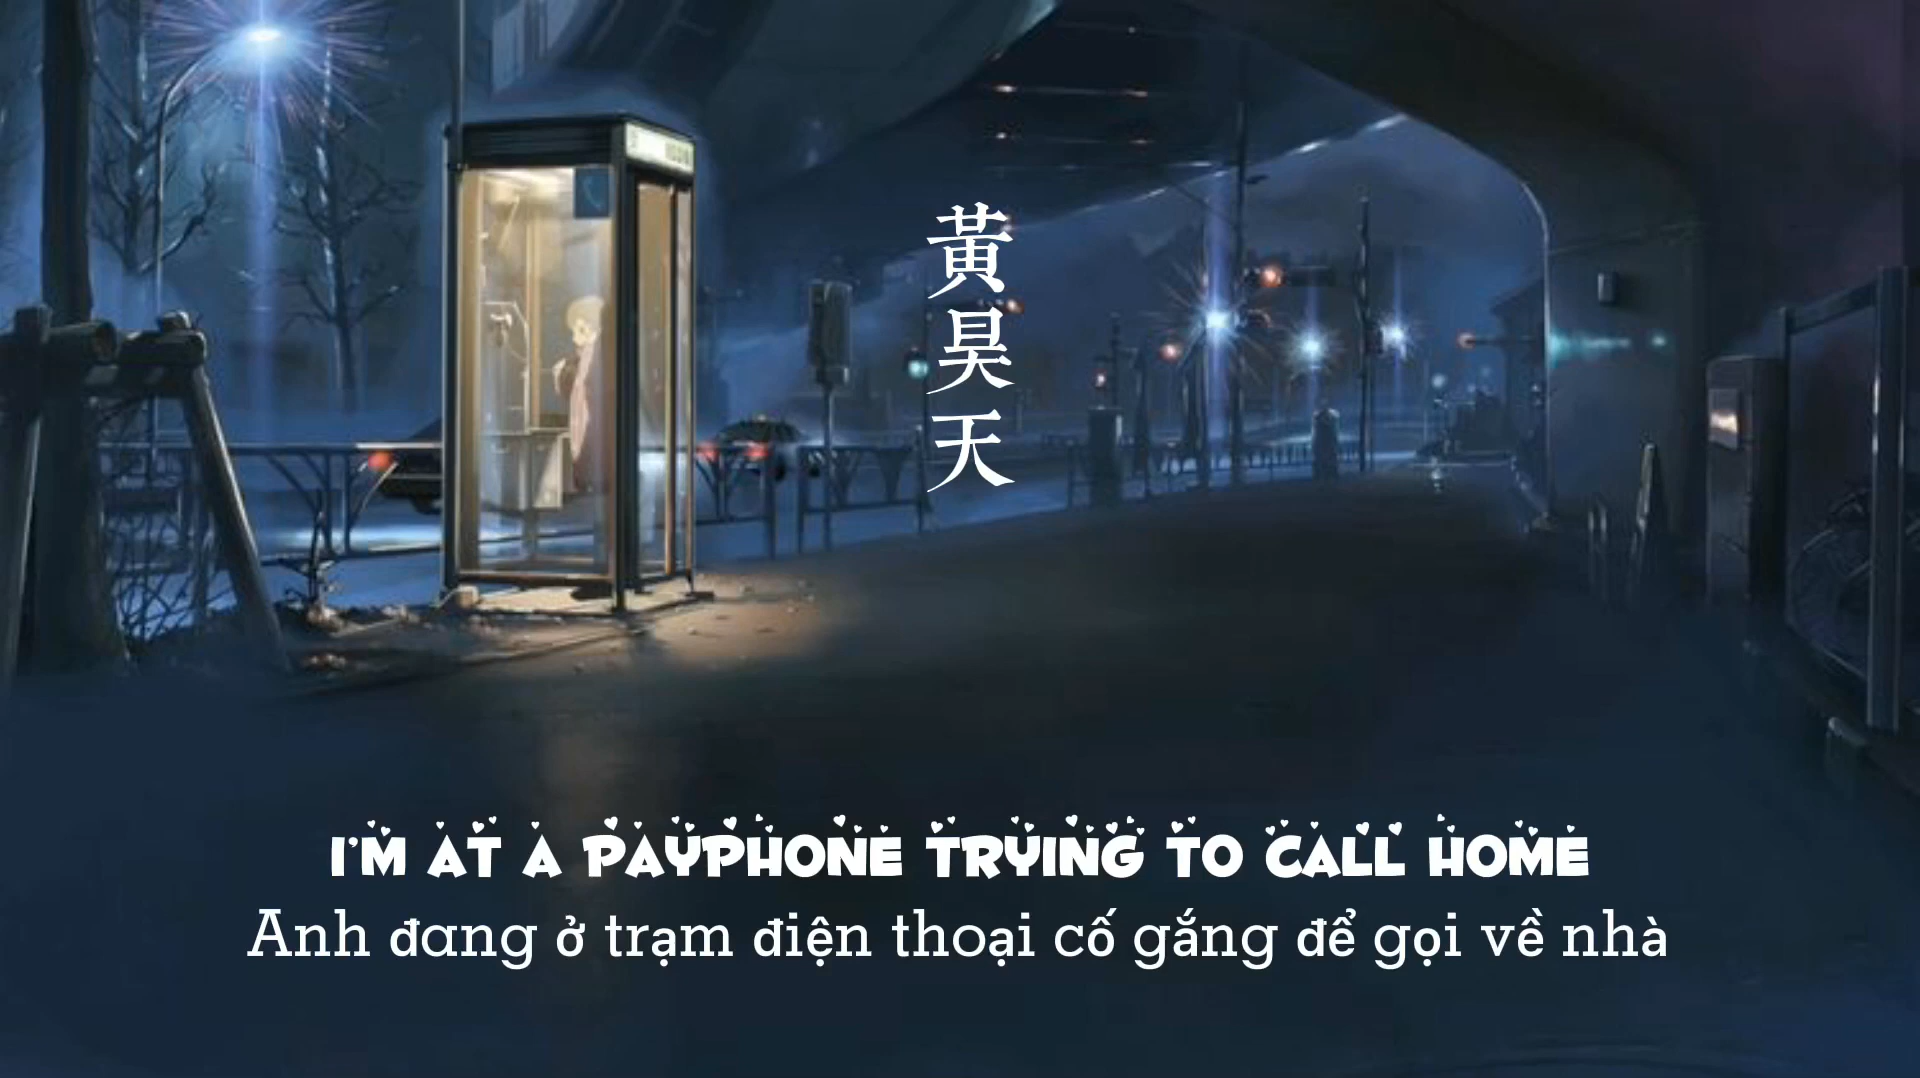 黃昊天
I'M AT A PAYPHONE TRYING TO CALL HOME
Anh đang ở trạm điện thoại cố gắng để gọi về nhà